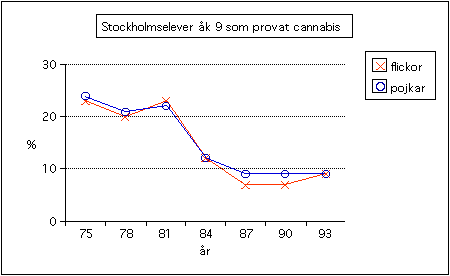 Stockholmselever åk 9 som provat cannabis
30
20
10
0
%
75 78 81 84 87 90 93
år
flickor
pojkar